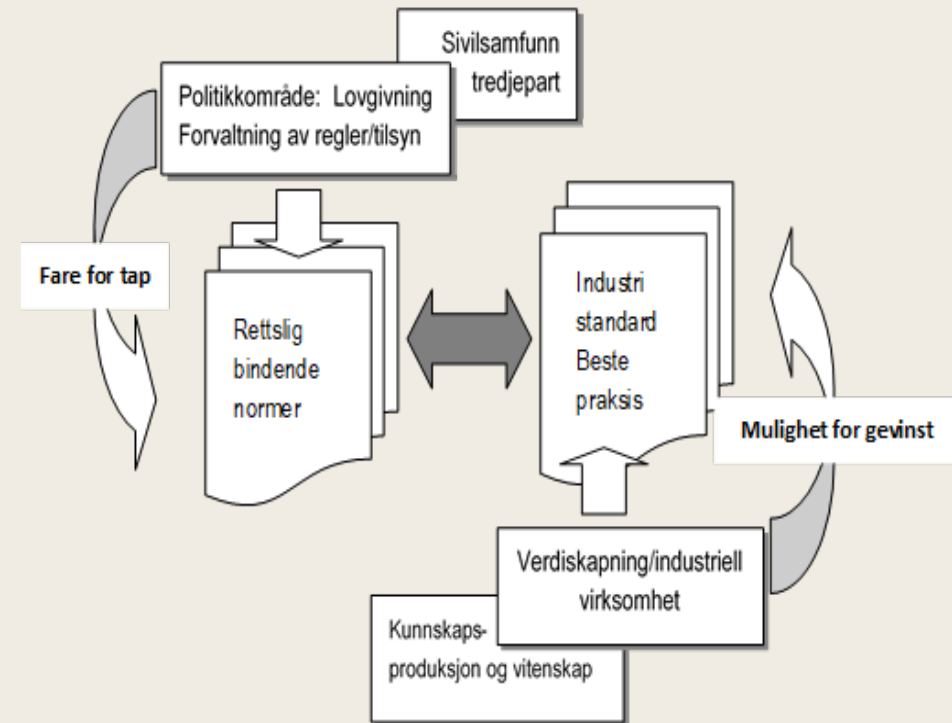 Sivilsamfunn
tredjepart
Politikkområde: Lovgivning
Forvaltning av regler/tilsyn
Fare for tap
Rettslig
bindende
normer
Industri
standard
Beste
praksis
Mulighet for gevinst
Verdiskapning/industriell
virksomhet
Kunnskaps-
produksjon og vitenskap